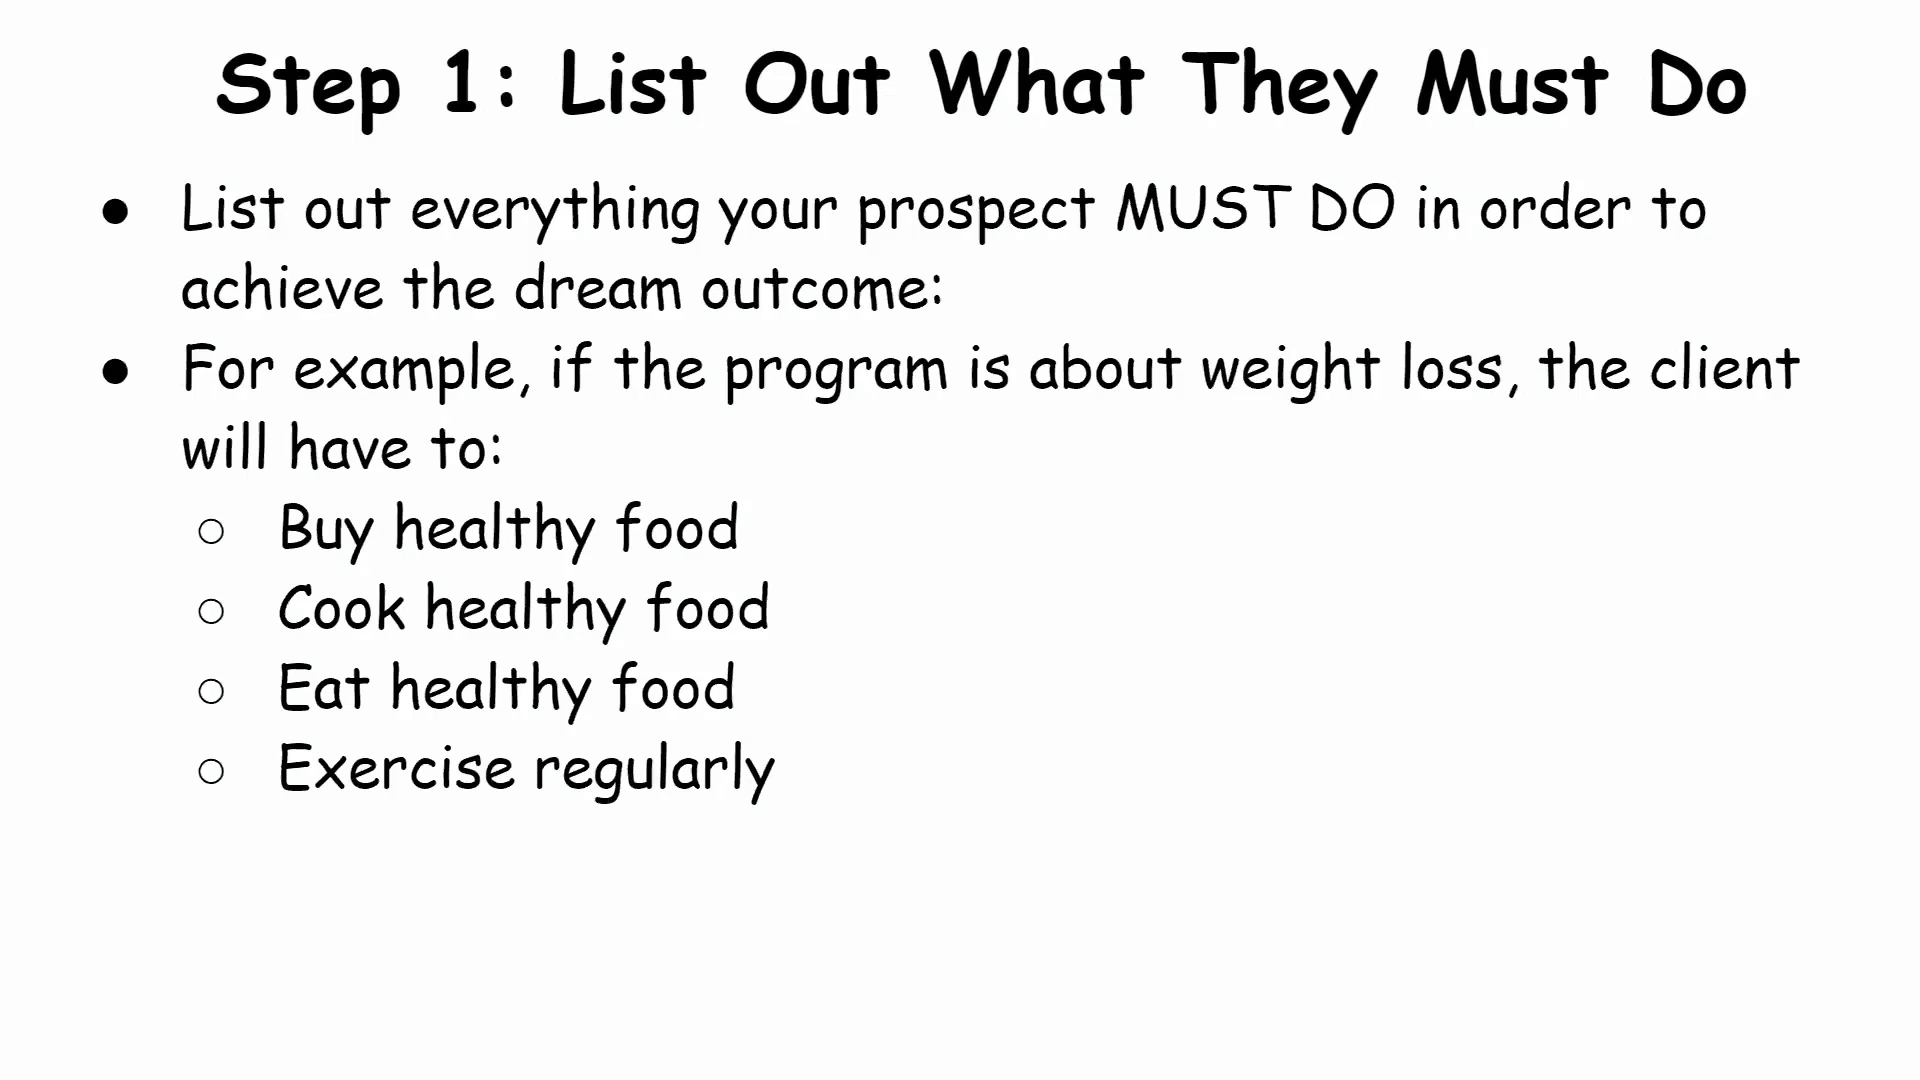 Step 1: List Out What They Must Do
● List out everything your prospect MUST DO in order to
achieve the dream outcome:
● For example, if the program is about weight loss, the client
will have to:
○ Buy healthy food
○ Cook healthy food
○ Eat healthy food
○ Exercise regularly